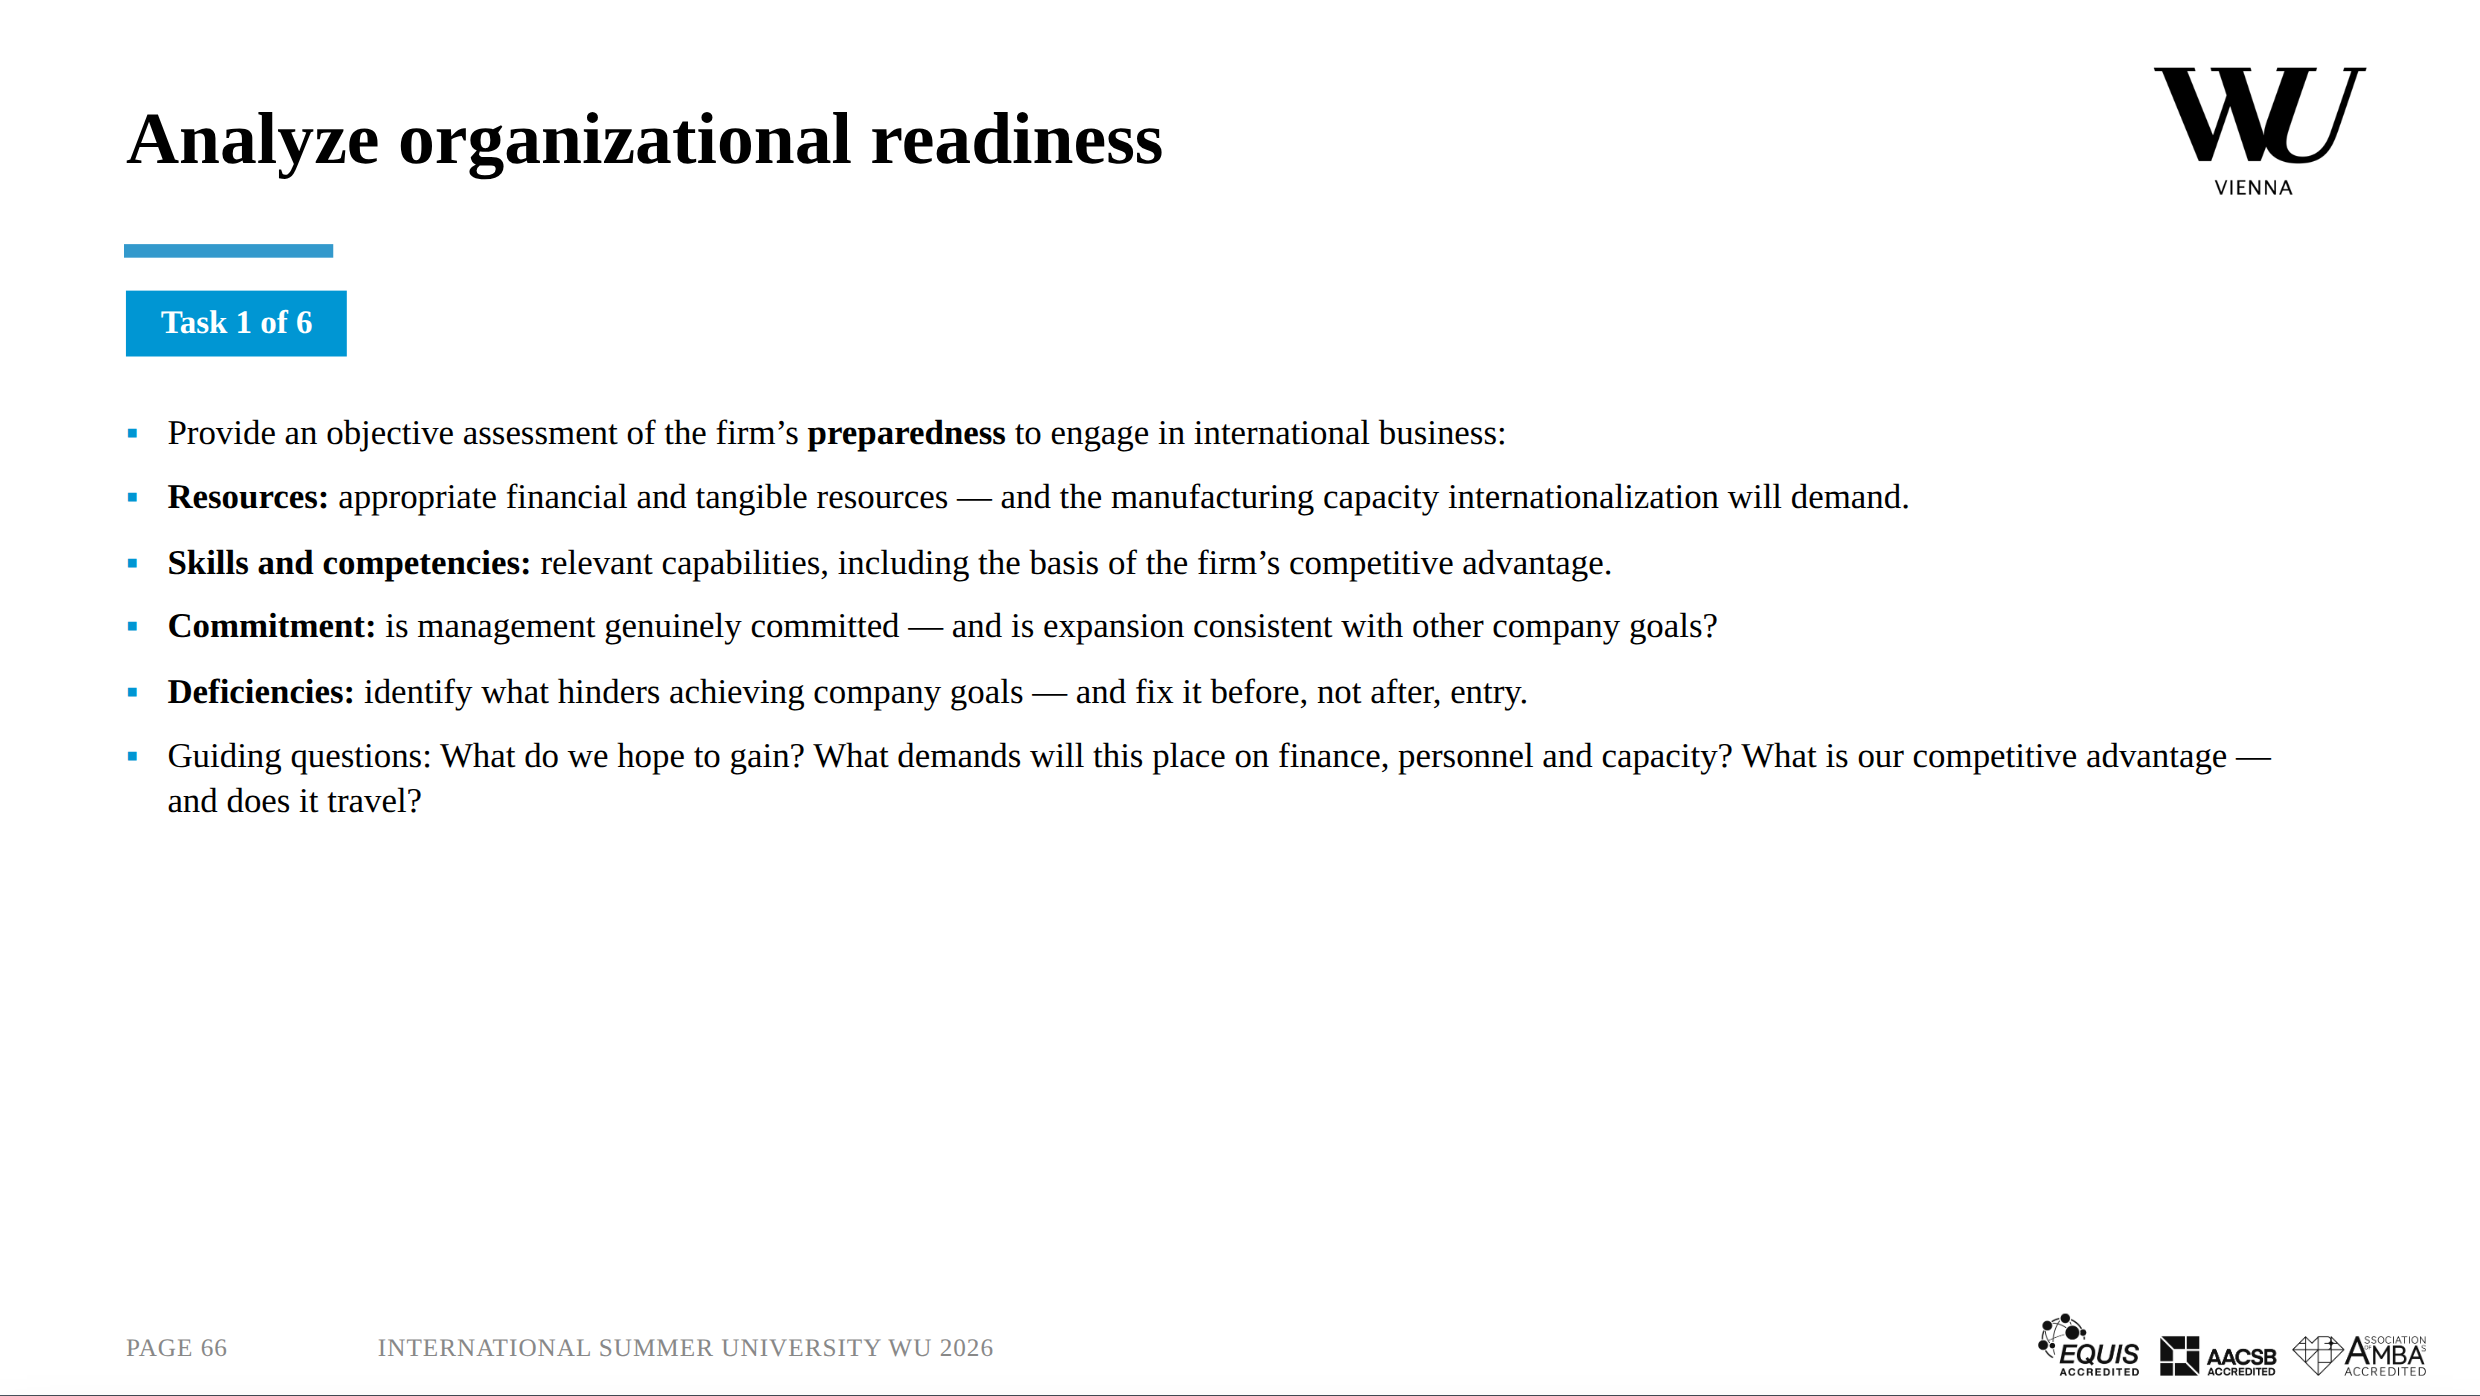 Analyze organizational readiness
WU
VIENNA
Task 1 of 6
▪ Provide an objective assessment of the firm’s preparedness to engage in international business:
▪ Resources: appropriate financial and tangible resources — and the manufacturing capacity internationalization will demand.
▪ Skills and competencies: relevant capabilities, including the basis of the firm’s competitive advantage.
▪ Commitment: is management genuinely committed — and is expansion consistent with other company goals?
▪ Deficiencies: identify what hinders achieving company goals — and fix it before, not after, entry.
▪ Guiding questions: What do we hope to gain? What demands will this place on finance, personnel and capacity? What is our competitive advantage —
and does it travel?
PAGE 66
INTERNATIONAL SUMMER UNIVERSITY WU 2026
EQUIS
ACCREDITED
AACSB
ACCREDITED
ASSOCIATION
OF
AMBAS
ACCREDITED